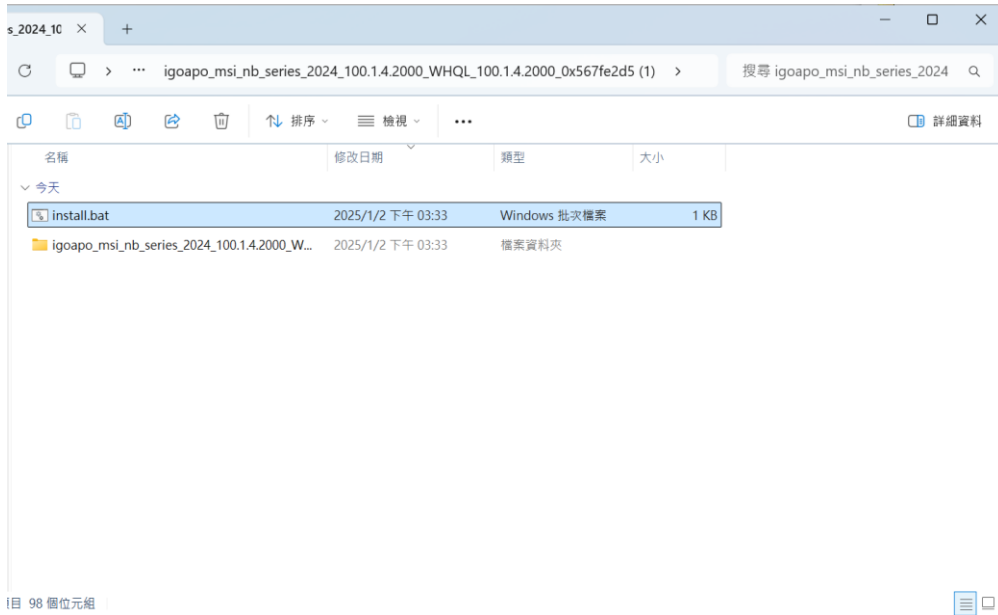 s_2024_10
igoapo_msi_nb_series_2024_100.1.4.2000_WHQL_100.1.4.2000_0x567fe2d5 (1)
搜尋 igoapo_msi_nb_series_2024
排序
檢視
詳細資料
名稱 修改日期 類型 大小
今天
install.bat 2025/1/2 下午 03:33 Windows 批次檔案 1 KB
igoapo_msi_nb_series_2024_100.1.4.2000_W... 2025/1/2 下午 03:33 檔案資料夾
目 98 個位元組